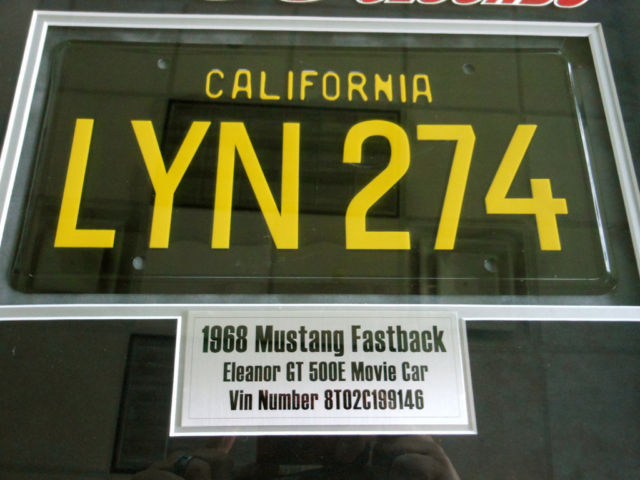 CALIFORNIA
LYN 274
1968 Mustang Fastback
Eleanor GT 500E Movie Car
Vin Number 8T02C199146